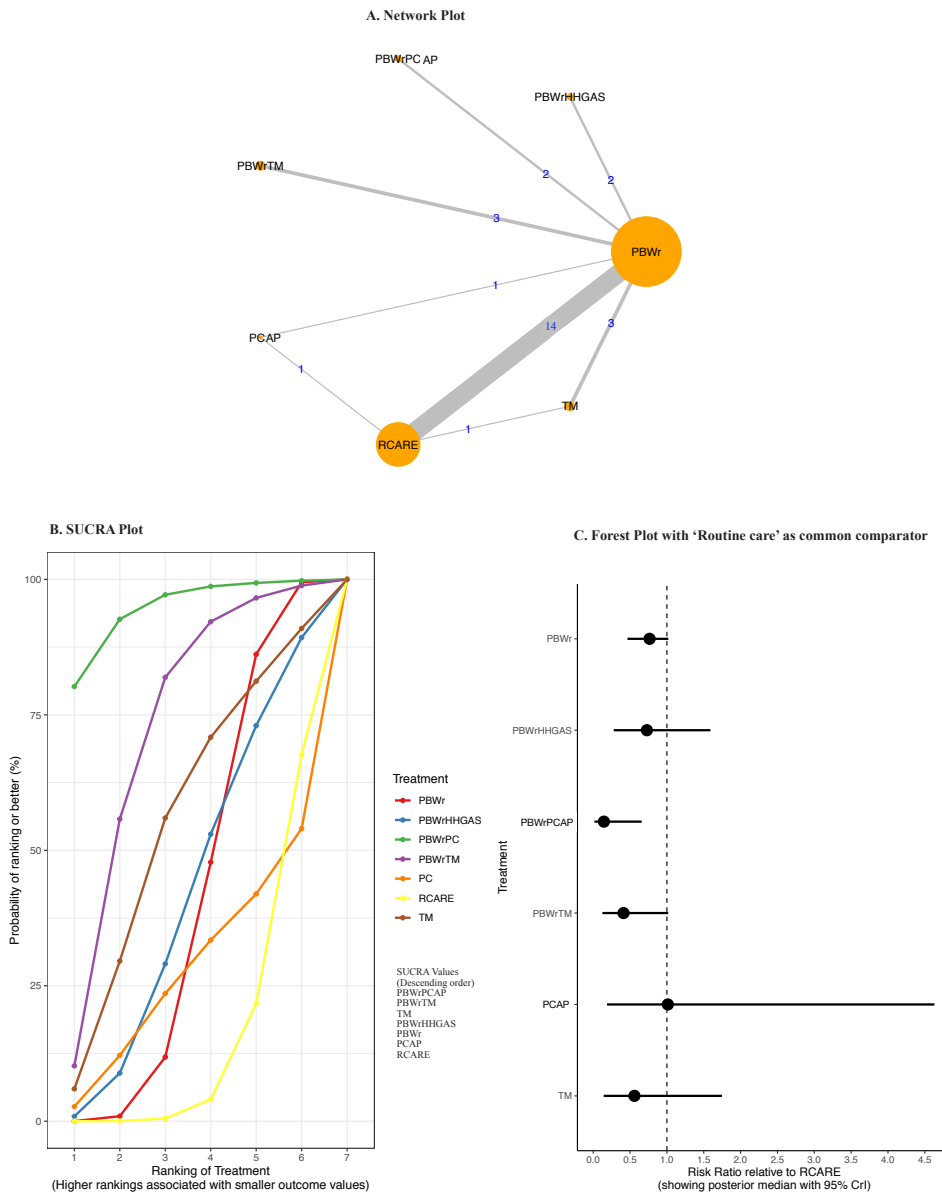 A. Network Plot
PBWrPC AP
PBWrHHGAS
PBWrTM
2
2
3
PBWr
1
14
3
PCAP
1
TM
1
RCARE
B. SUCRA Plot
Probability of ranking or better (%)
100
75
50
25
0
1 2 3 4 5 6 7
Ranking of Treatment
(Higher rankings associated with smaller outcome values)
Treatment
PBWr
PBWrHHGAS
PBWrPC
PBWrTM
PC
RCARE
TM
SUCRA Values
(Descending order)
PBWrPCAP
PBWrTM
TM
PBWrHHGAS
PBWr
PCAP
RCARE
C. Forest Plot with ‘Routine care’ as common comparator
Treatment
PBWr
PBWrHHGAS
PBWrPCAP
PBWrTM
PCAP
TM
0.0 0.5 1.0 1.5 2.0 2.5 3.0 3.5 4.0 4.5
Risk Ratio relative to RCARE
(showing posterior median with 95% CrI)